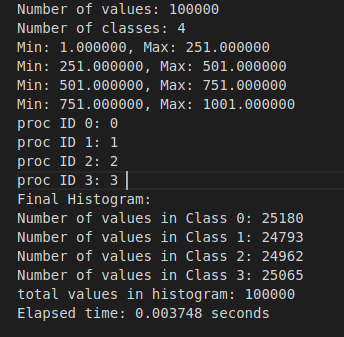 Number of values: 100000
Number of classes: 4
Min: 1.000000, Max: 251.000000
Min: 251.000000, Max: 501.000000
Min: 501.000000, Max: 751.000000
Min: 751.000000, Max: 1001.000000
proc ID 0: 0
proc ID 1: 1
proc ID 2: 2
proc ID 3: 3
Final Histogram:
Number of values in Class 0: 25180
Number of values in Class 1: 24793
Number of values in Class 2: 24962
Number of values in Class 3: 25065
total values in histogram: 100000
Elapsed time: 0.003748 seconds